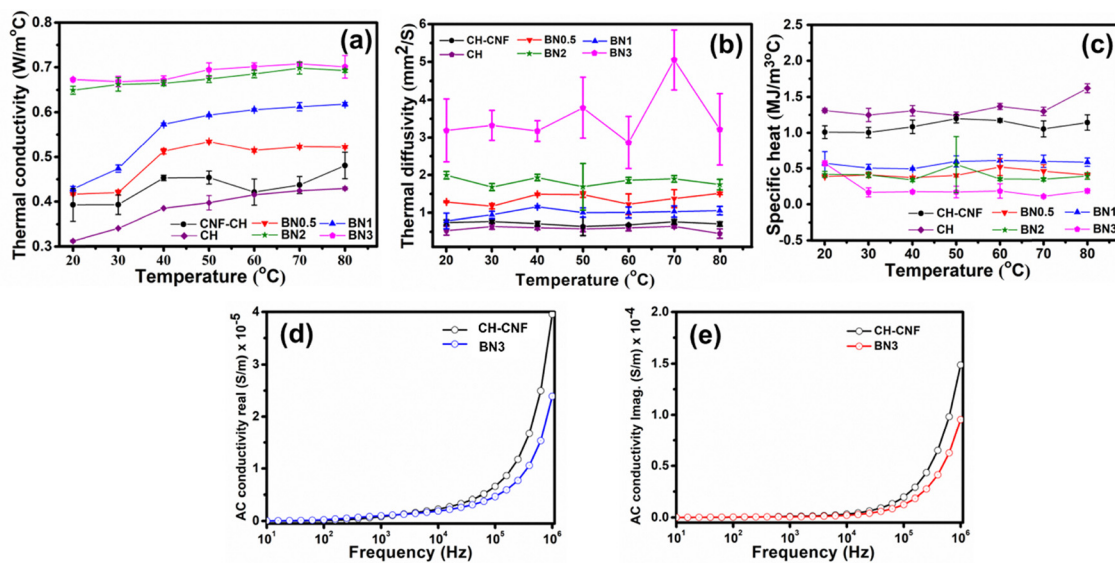 (a)
Thermal conductivity (W/m°C)
0.7
0.6
0.5
0.4
0.3
CNF-CH
BN0.5
BN1
CH
BN2
BN3
20 30 40 50 60 70 80
Temperature (°C)
(b)
Thermal diffusivity (mm²/S)
6
5
4
3
2
1
CH-CNF
BN0.5
BN1
CH
BN2
BN3
20 30 40 50 60 70 80
Temperature (°C)
(c)
Specific heat (MJ/m³°C)
2.5
2.0
1.5
1.0
0.5
0.0
-0.5
CH-CNF
BN0.5
BN1
CH
BN2
BN3
20 30 40 50 60 70 80
Temperature (°C)
(d)
AC conductivity real (S/m) x 10⁻⁵
4
3
2
1
0
CH-CNF
BN3
10¹ 10² 10³ 10⁴ 10⁵ 10⁶
Frequency (Hz)
(e)
AC conductivity Imag. (S/m) x 10⁻⁴
2.0
1.5
1.0
0.5
0.0
CH-CNF
BN3
10¹ 10² 10³ 10⁴ 10⁵ 10⁶
Frequency (Hz)